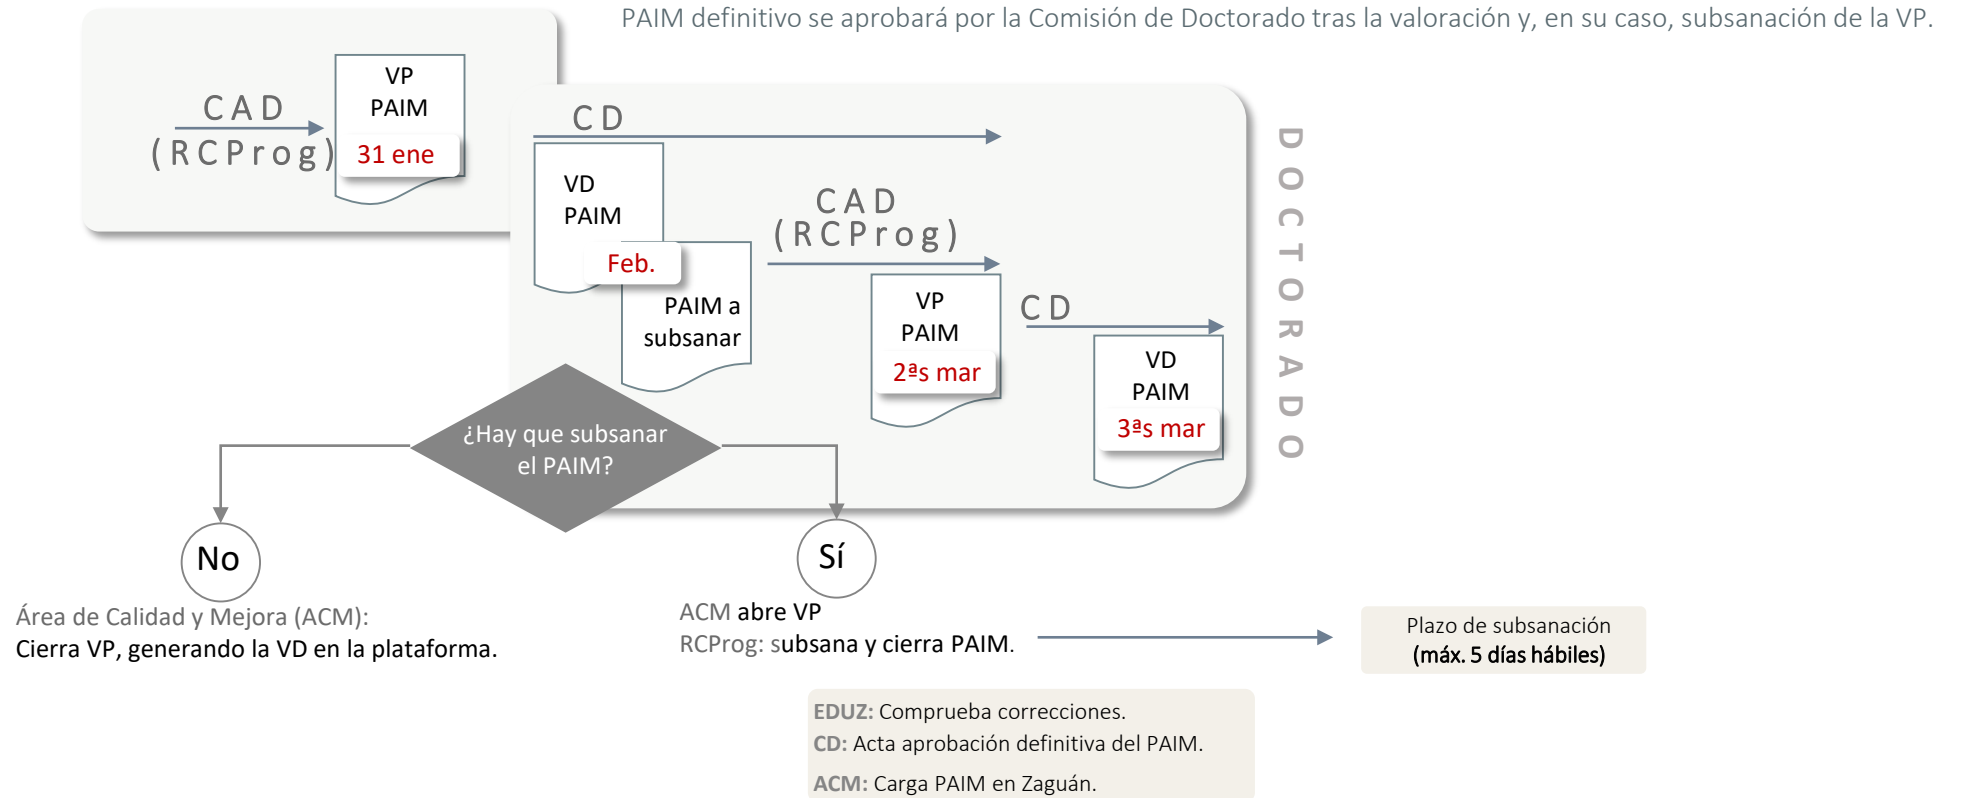 PAIM definitivo se aprobará por la Comisión de Doctorado tras la valoración y, en su caso, subsanación de la VP.
CAD
(RCProg)
VP
PAIM
31 ene
CD
VD
PAIM
Feb.
PAIM a
subsanar
CAD
(RCProg)
VP
PAIM
2ªs mar
CD
VD
PAIM
3ªs mar
DOCTORADO
¿Hay que subsanar
el PAIM?
No
Sí
Área de Calidad y Mejora (ACM):
Cierra VP, generando la VD en la plataforma.
ACM abre VP
RCProg: subsana y cierra PAIM.
Plazo de subsanación
(máx. 5 días hábiles)
EDUZ: Comprueba correcciones.
CD: Acta aprobación definitiva del PAIM.
ACM: Carga PAIM en Zaguán.